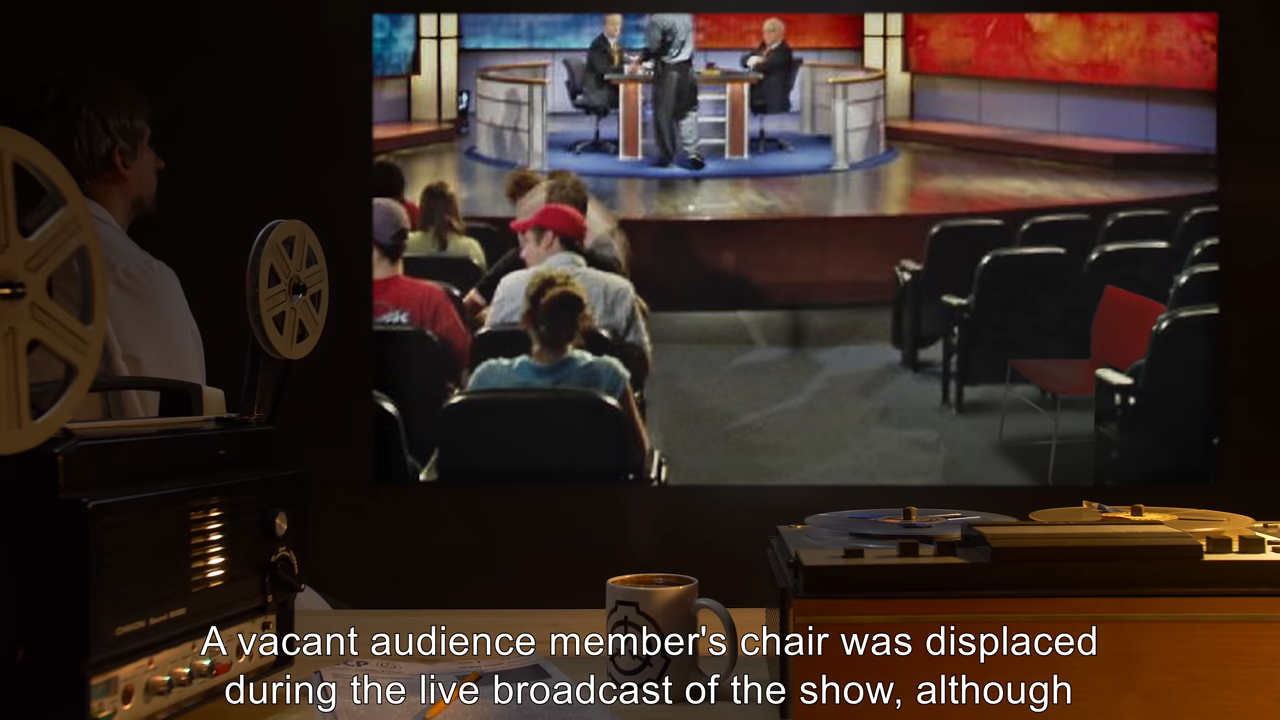 A vacant audience member's chair was displaced
during the live broadcast of the show, although